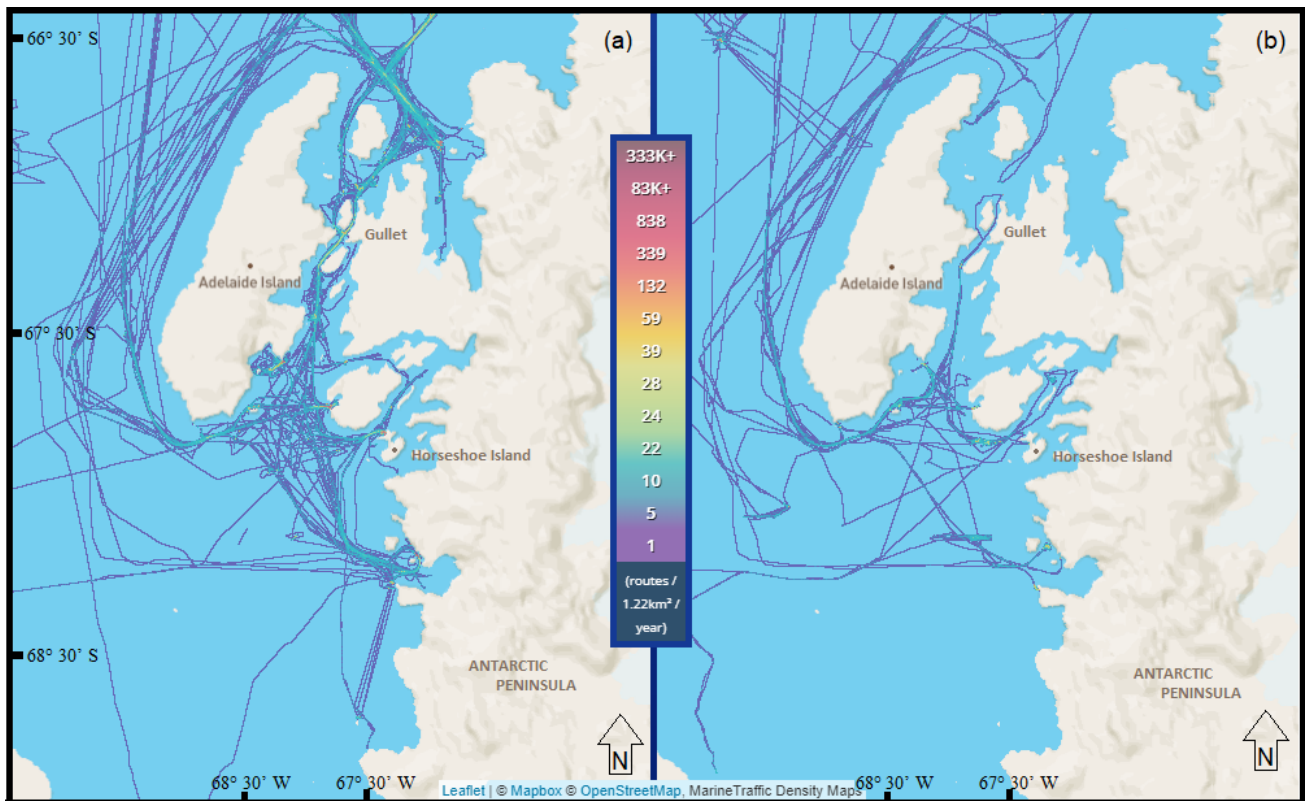 66° 30´ S
(a)
(b)
333K+
83K+
838
339
132
59
39
28
24
22
10
5
1
(routes /
1.22km² /
year)
Gullet
Gullet
Adelaide Island
Adelaide Island
67° 30´ S
Horseshoe Island
Horseshoe Island
68° 30´ S
ANTARCTIC
PENINSULA
ANTARCTIC
PENINSULA
N
N
68° 30´ W
67° 30´ W
68° 30´ W
67° 30´ W
Leaflet | © Mapbox © OpenStreetMap, MarineTraffic Density Maps